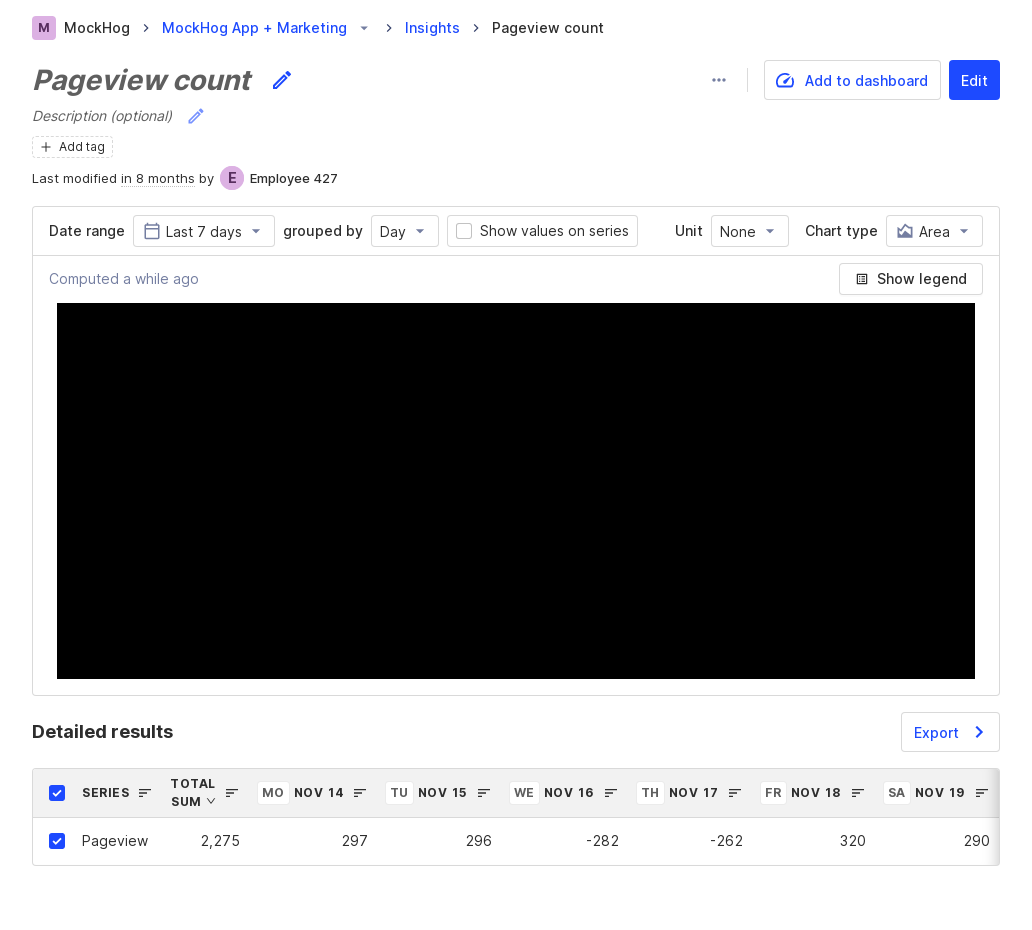 M MockHog MockHog App + Marketing Insights Pageview count
Pageview count
Add to dashboard Edit
Description (optional)
Add tag
Last modified in 8 months by E Employee 427
Date range Last 7 days grouped by Day Show values on series Unit None Chart type Area
Computed a while ago Show legend
Detailed results Export
SERIES TOTAL SUM MO NOV 14 TU NOV 15 WE NOV 16 TH NOV 17 FR NOV 18 SA NOV 19
Pageview 2,275 297 296 -282 -262 320 290